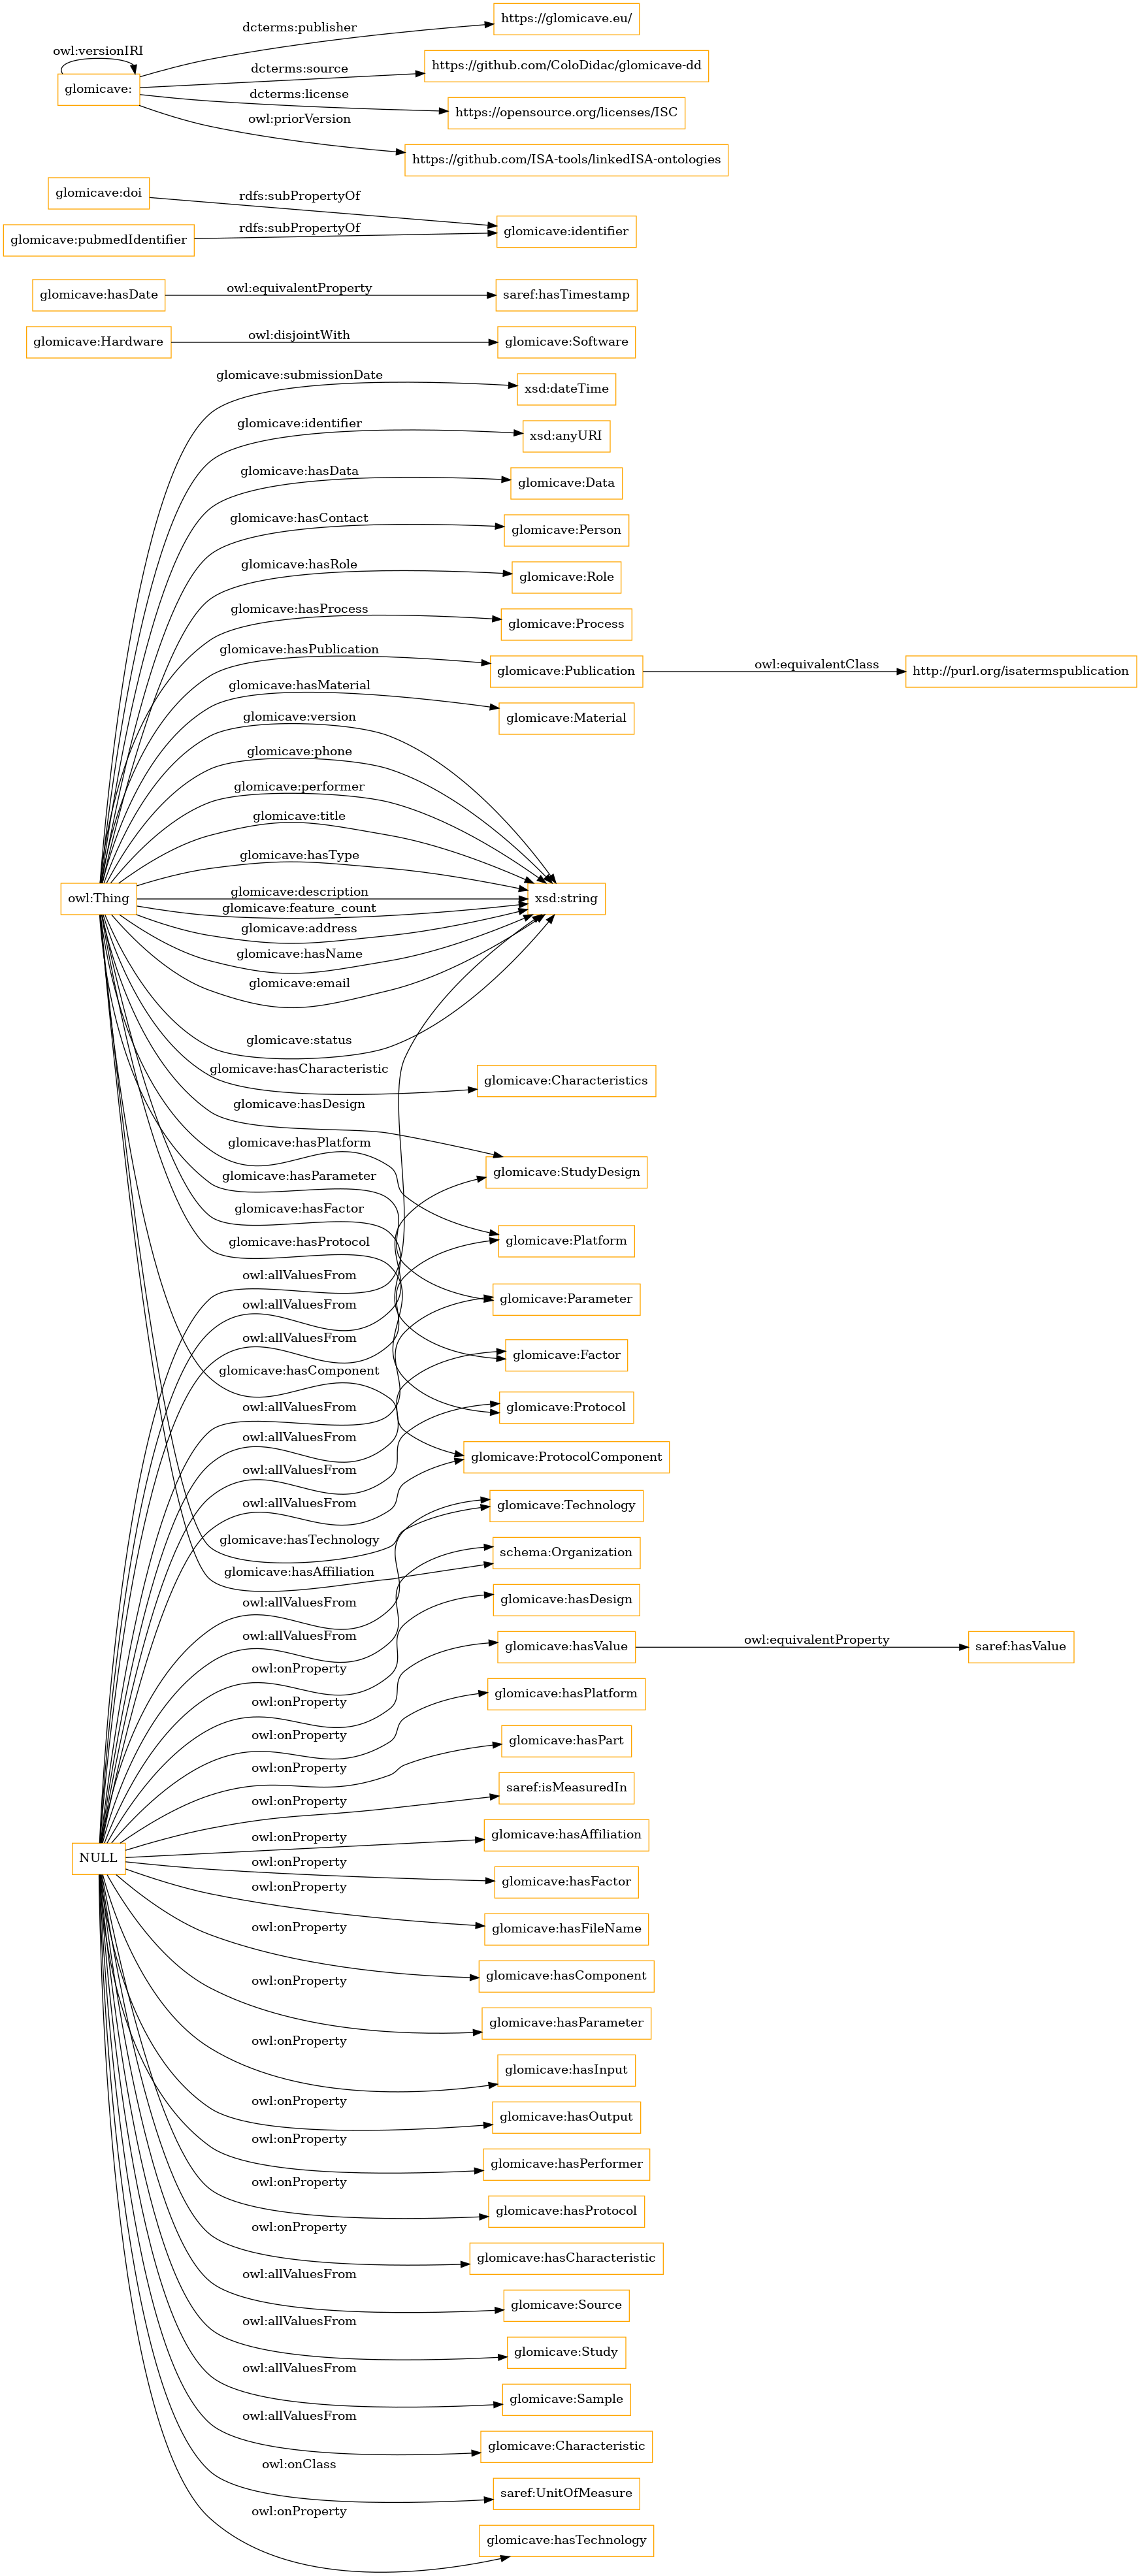 https://glomicave.eu/
dcterms:publisher
owl:versionIRI
https://github.com/ColoDidac/glomicave-dd
dcterms:source
glomicave:
dcterms:license
https://opensource.org/licenses/ISC
owl:priorVersion
https://github.com/ISA-tools/linkedISA-ontologies
glomicave:doi
rdfs:subPropertyOf
glomicave:identifier
glomicave:pubmedIdentifier
rdfs:subPropertyOf
glomicave:hasDate
owl:equivalentProperty
saref:hasTimestamp
glomicave:Hardware
owl:disjointWith
glomicave:Software
glomicave:submissionDate
xsd:dateTime
glomicave:identifier
xsd:anyURI
glomicave:hasData
glomicave:Data
glomicave:hasContact
glomicave:Person
glomicave:hasRole
glomicave:Role
glomicave:hasProcess
glomicave:Process
glomicave:hasPublication
glomicave:Publication
owl:equivalentClass
http://purl.org/isatermspublication
glomicave:hasMaterial
glomicave:Material
glomicave:version
glomicave:phone
glomicave:performer
glomicave:title
glomicave:hasType
glomicave:description
owl:Thing
xsd:string
glomicave:feature_count
glomicave:address
glomicave:hasName
glomicave:email
glomicave:status
glomicave:hasCharacteristic
glomicave:Characteristics
glomicave:hasDesign
glomicave:hasPlatform
glomicave:StudyDesign
glomicave:hasParameter
glomicave:hasFactor
glomicave:hasProtocol
glomicave:Platform
owl:allValuesFrom
glomicave:Parameter
owl:allValuesFrom
owl:allValuesFrom
glomicave:Factor
glomicave:hasComponent
owl:allValuesFrom
glomicave:Protocol
owl:allValuesFrom
glomicave:ProtocolComponent
owl:allValuesFrom
owl:allValuesFrom
glomicave:Technology
glomicave:hasTechnology
schema:Organization
glomicave:hasAffiliation
owl:allValuesFrom
glomicave:hasDesign
owl:allValuesFrom
glomicave:hasValue
owl:equivalentProperty
saref:hasValue
owl:onProperty
owl:onProperty
glomicave:hasPlatform
owl:onProperty
glomicave:hasPart
owl:onProperty
saref:isMeasuredIn
owl:onProperty
glomicave:hasAffiliation
owl:onProperty
NULL
owl:onProperty
glomicave:hasFactor
owl:onProperty
glomicave:hasFileName
owl:onProperty
glomicave:hasComponent
owl:onProperty
glomicave:hasParameter
owl:onProperty
glomicave:hasInput
owl:onProperty
glomicave:hasOutput
owl:onProperty
glomicave:hasPerformer
owl:onProperty
glomicave:hasProtocol
owl:onProperty
glomicave:hasCharacteristic
owl:allValuesFrom
glomicave:Source
owl:allValuesFrom
glomicave:Study
owl:allValuesFrom
glomicave:Sample
owl:allValuesFrom
glomicave:Characteristic
owl:onClass
saref:UnitOfMeasure
owl:onProperty
glomicave:hasTechnology